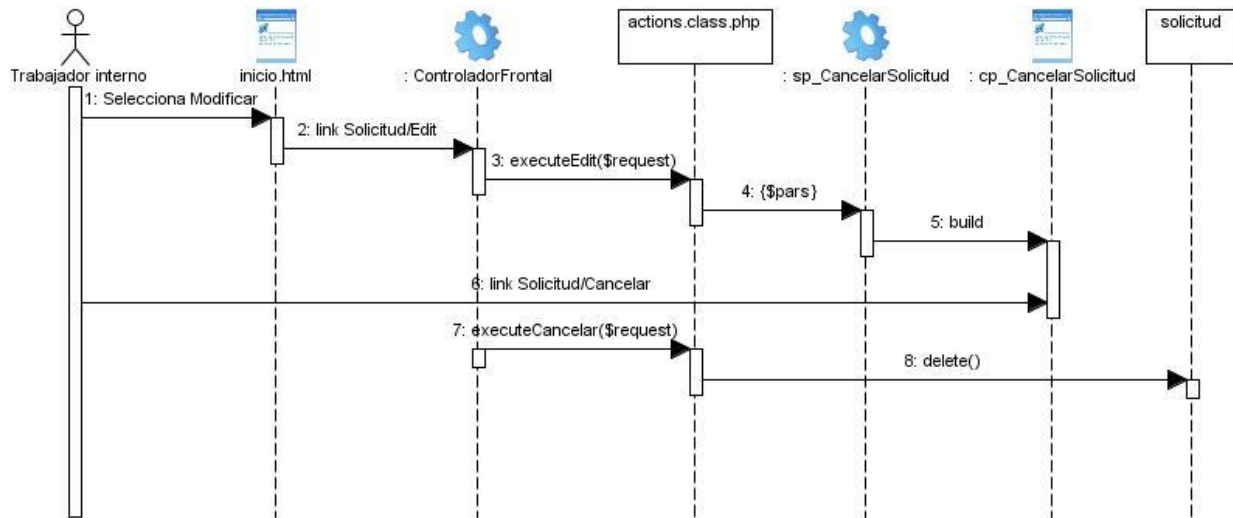 actions.class.php
solicitud
Trabajador interno
inicio.html
: ControladorFrontal
: sp_CancelarSolicitud
: cp_CancelarSolicitud
1: Selecciona Modificar
2: link Solicitud/Edit
3: executeEdit($request)
4: {$pars}
5: build
6: link Solicitud/Cancelar
7: executeCancelar($request)
8: delete()